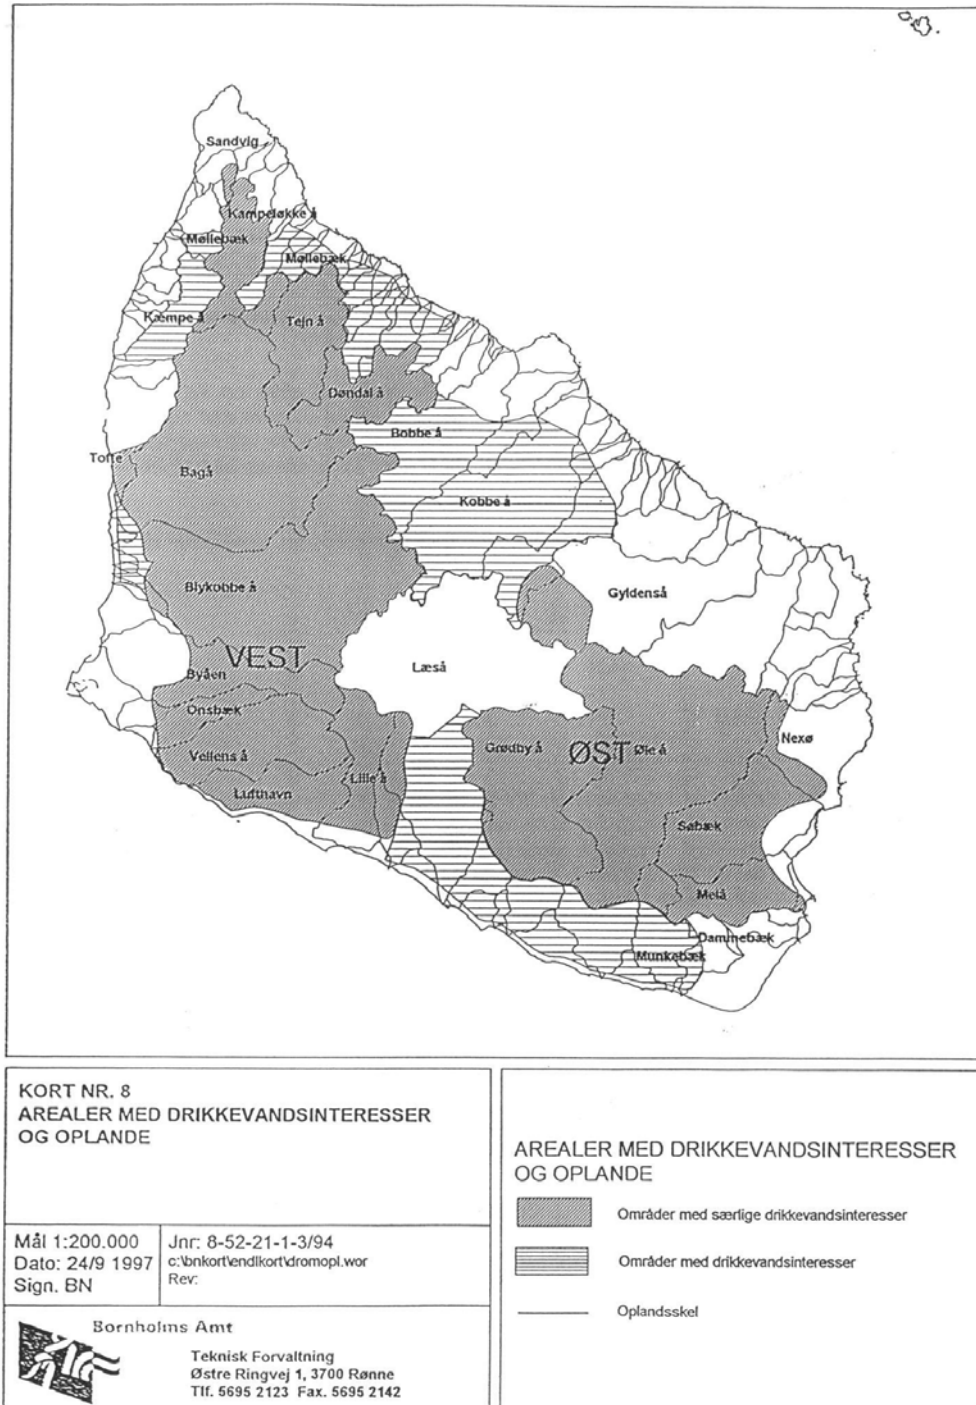 Sandvig
Kampeløkke å
Møllebæk
Møllebæk
Kæmpe å
Tejn å
Døndal å
Bobbe å
Tofte
Bagå
Kobbe å
Blykobbe å
Gyldenså
VEST
Læså
Byåen
Onsbæk
Nexø
Grødby å
ØST
Øle å
Vellens å
Lille å
Lufthavn
Søbæk
Melå
Dammebæk
Munkebæk
KORT NR. 8
AREALER MED DRIKKEVANDSINTERESSER
OG OPLANDE
Mål 1:200.000
Dato: 24/9 1997
Sign. BN
Jnr: 8-52-21-1-3/94
c:\bnkort\endlkort\dromopl.wor
Rev:
Bornholms Amt
Teknisk Forvaltning
Østre Ringvej 1, 3700 Rønne
Tlf. 5695 2123 Fax. 5695 2142
AREALER MED DRIKKEVANDSINTERESSER
OG OPLANDE
Områder med særlige drikkevandsinteresser
Områder med drikkevandsinteresser
Oplandsskel